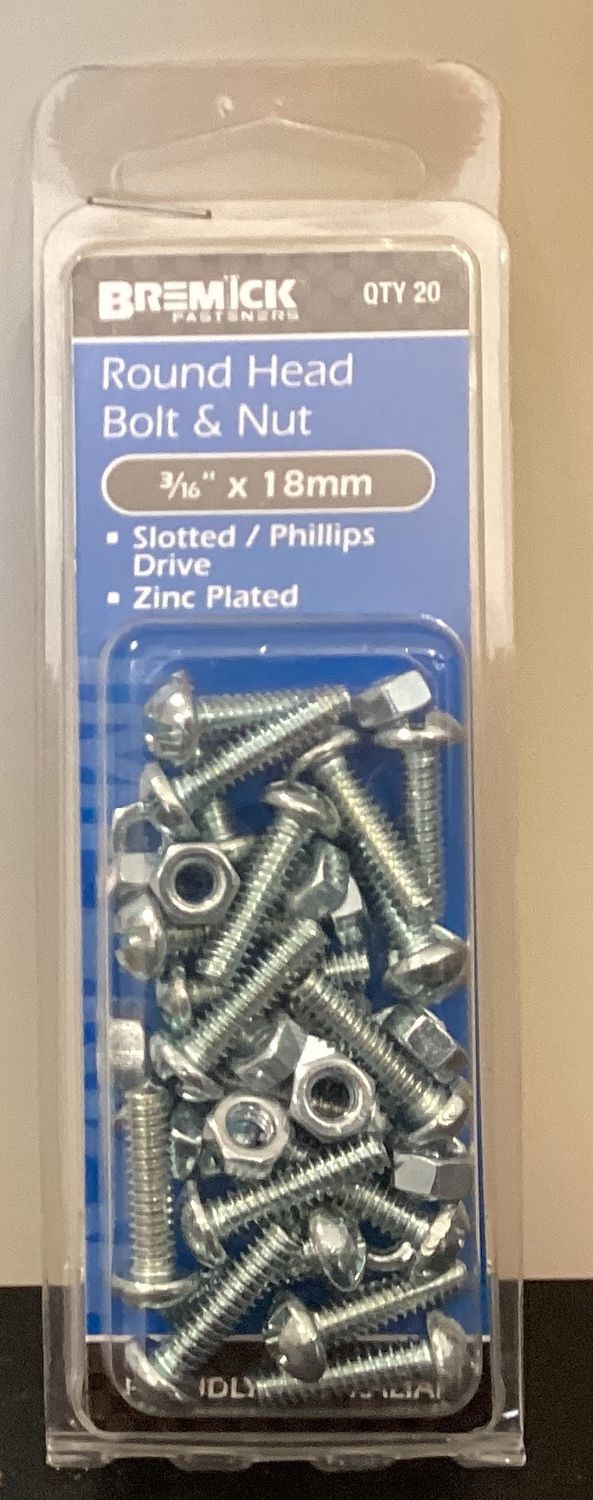 BREMICK
FASTENERS
QTY 20
Round Head
Bolt & Nut
3/16" x 18mm
▪ Slotted / Phillips
Drive
▪ Zinc Plated